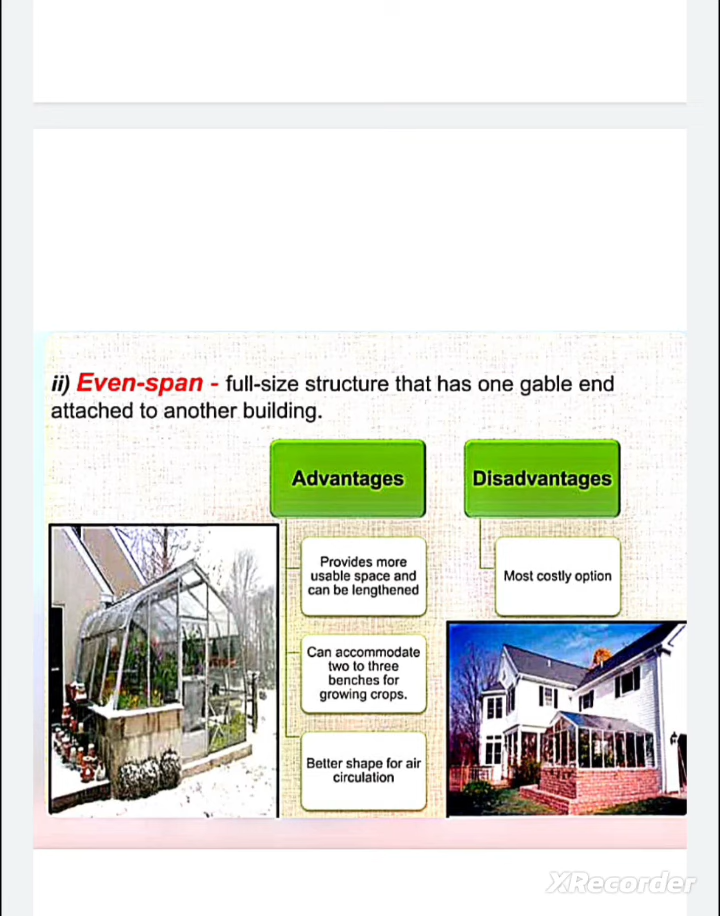 ii) Even-span - full-size structure that has one gable end
attached to another building.
Advantages
Disadvantages
Provides more
usable space and
can be lengthened
Most costly option
Can accommodate
two to three
benches for
growing crops.
Better shape for air
circulation
XRecorder